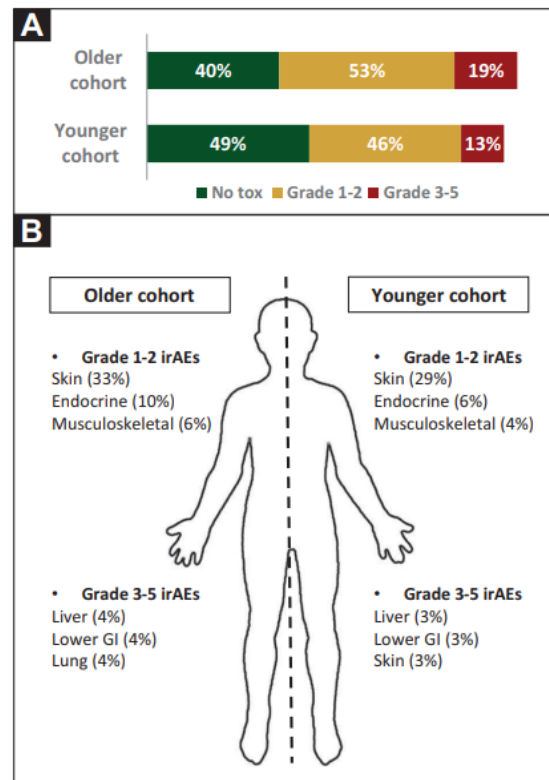 A
Older
cohort
40% 53% 19%
Younger
cohort
49% 46% 13%
No tox Grade 1-2 Grade 3-5
B
Older cohort Younger cohort
• Grade 1-2 irAEs
Skin (33%)
Endocrine (10%)
Musculoskeletal (6%)
• Grade 1-2 irAEs
Skin (29%)
Endocrine (6%)
Musculoskeletal (4%)
• Grade 3-5 irAEs
Liver (4%)
Lower GI (4%)
Lung (4%)
• Grade 3-5 irAEs
Liver (3%)
Lower GI (3%)
Skin (3%)